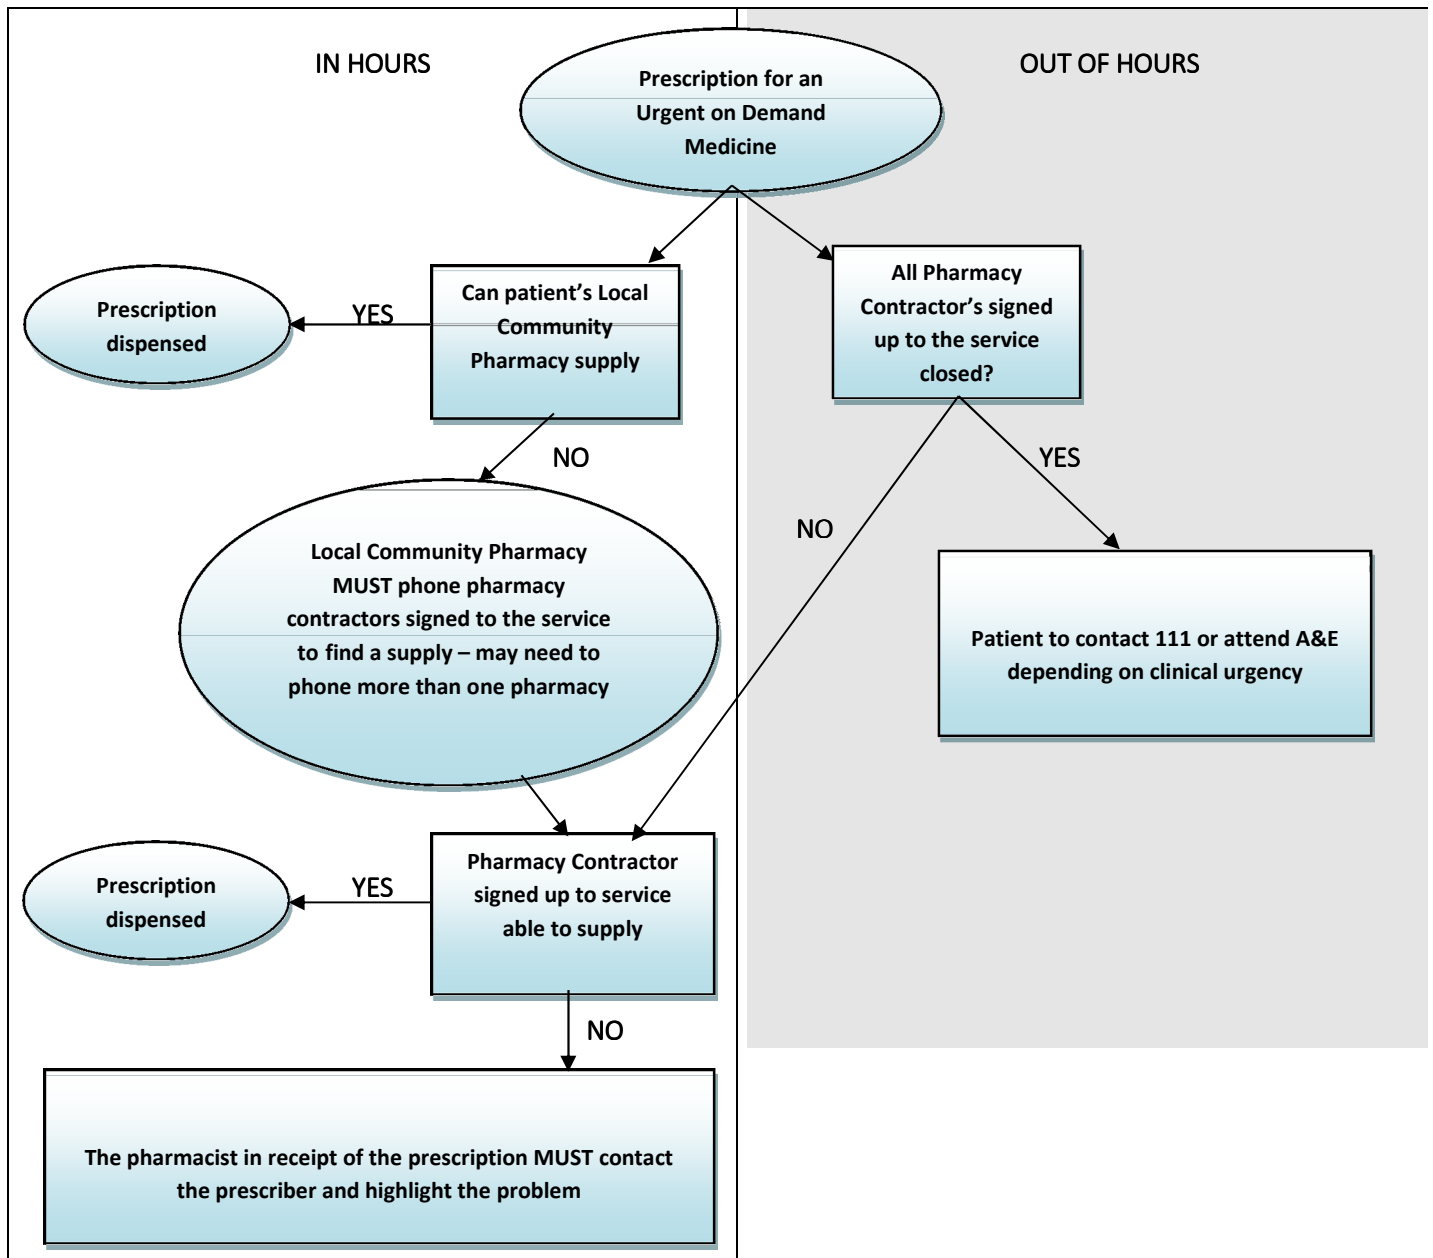 IN HOURS
OUT OF HOURS
Prescription for an
Urgent on Demand
Medicine
Prescription
dispensed
YES
Can patient’s Local
Community
Pharmacy supply
All Pharmacy
Contractor’s signed
up to the service
closed?
NO
YES
NO
Local Community Pharmacy
MUST phone pharmacy
contractors signed to the service
to find a supply – may need to
phone more than one pharmacy
Patient to contact 111 or attend A&E
depending on clinical urgency
Prescription
dispensed
YES
Pharmacy Contractor
signed up to service
able to supply
NO
The pharmacist in receipt of the prescription MUST contact
the prescriber and highlight the problem